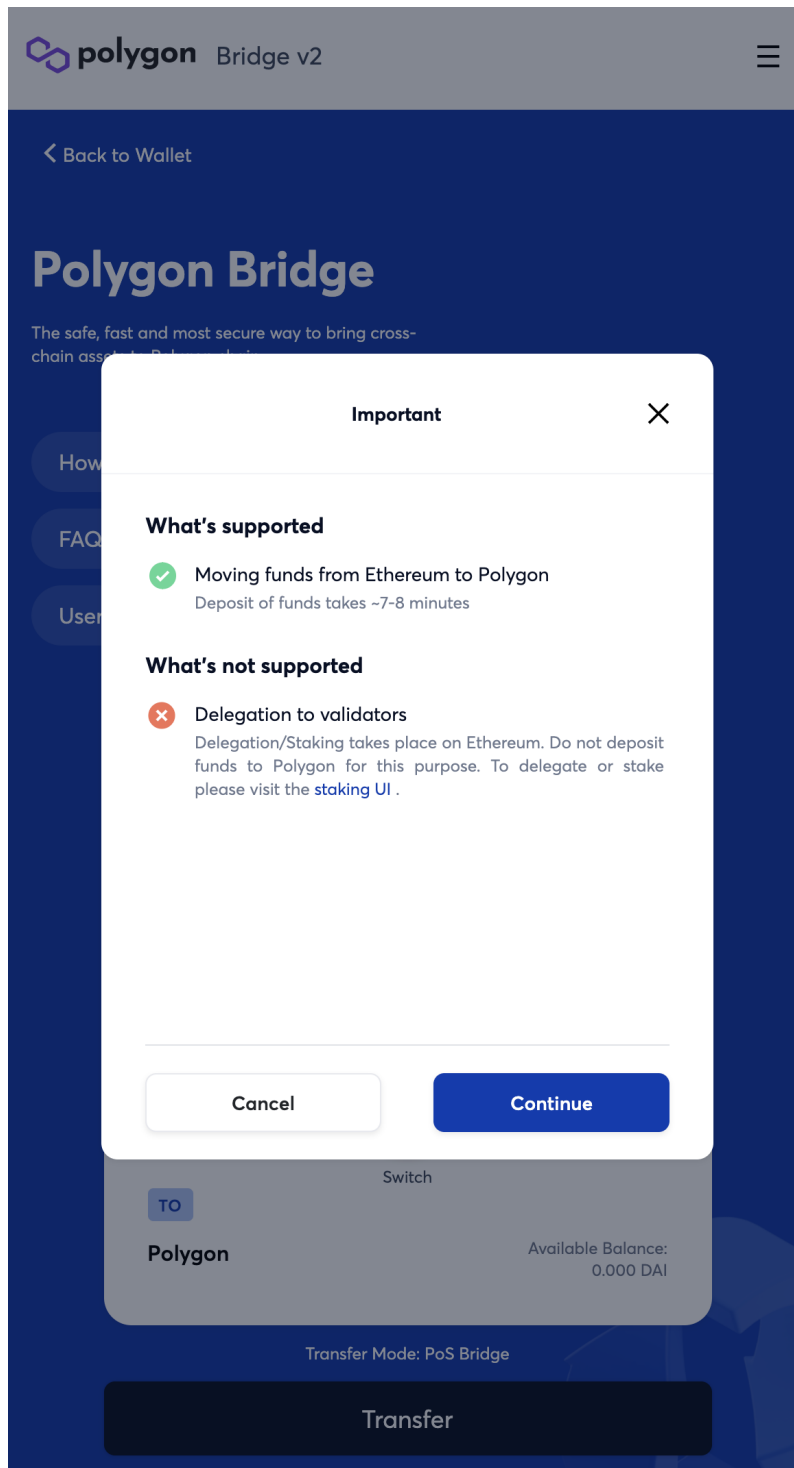 polygon Bridge v2
Back to Wallet
Polygon Bridge
The safe, fast and most secure way to bring cross-
chain
Important
How
What's supported
FAQ
Moving funds from Ethereum to Polygon
Deposit of funds takes ~7-8 minutes
User
What's not supported
Delegation to validators
Delegation/Staking takes place on Ethereum. Do not deposit
funds to Polygon for this purpose. To delegate or stake
please visit the staking UI .
Cancel
Continue
Switch
TO
Polygon
Available Balance:
0.000 DAI
Transfer Mode: PoS Bridge
Transfer